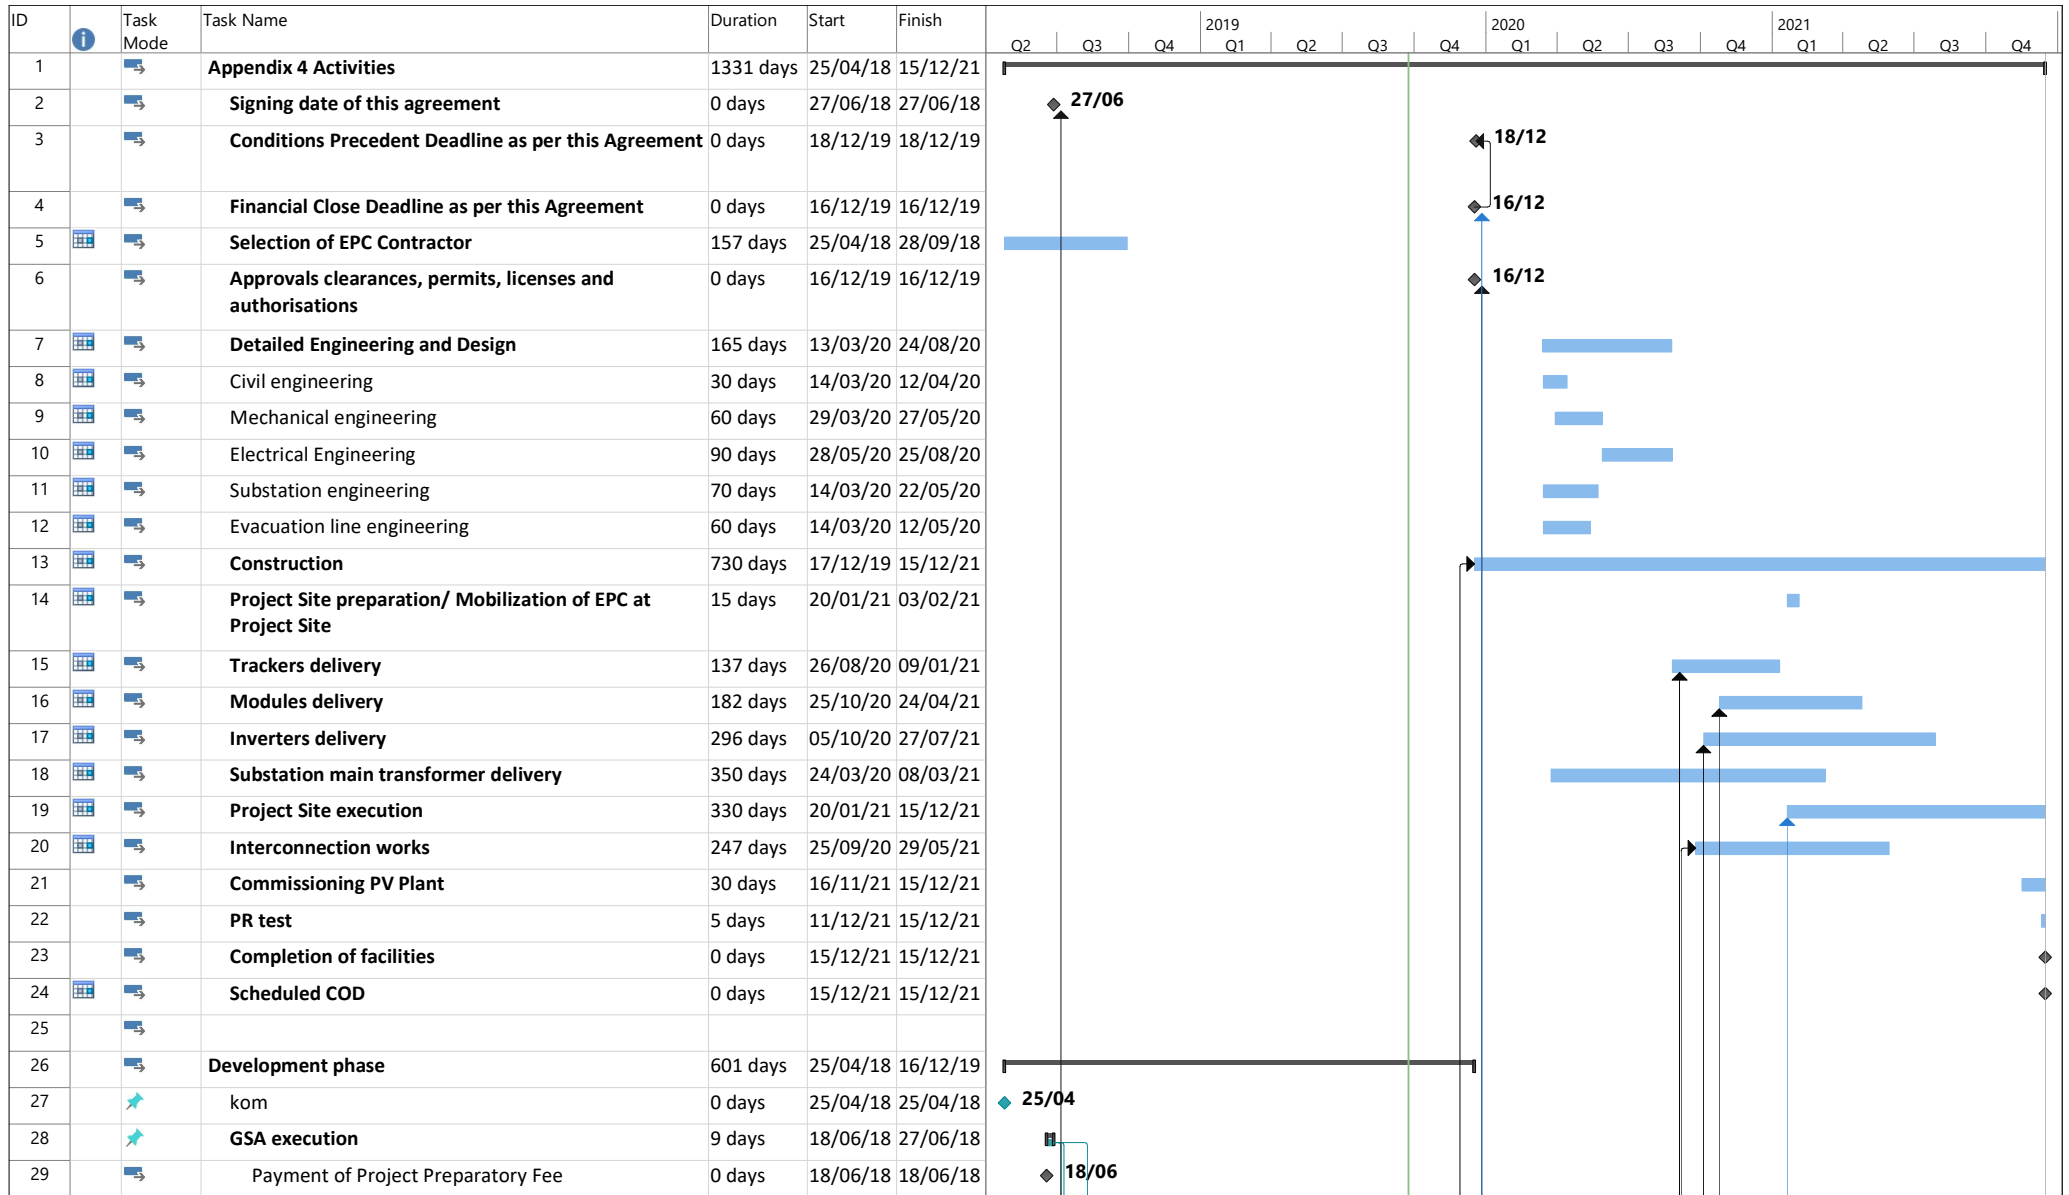 ID Task Mode Task Name Duration Start Finish
2019 2020 2021
Q2 Q3 Q4 Q1 Q2 Q3 Q4 Q1 Q2 Q3 Q4 Q1 Q2 Q3 Q4
1 Appendix 4 Activities 1331 days 25/04/18 15/12/21
2 Signing date of this agreement 0 days 27/06/18 27/06/18 27/06
3 Conditions Precedent Deadline as per this Agreement 0 days 18/12/19 18/12/19 18/12
4 Financial Close Deadline as per this Agreement 0 days 16/12/19 16/12/19 16/12
5 Selection of EPC Contractor 157 days 25/04/18 28/09/18
6 Approvals clearances, permits, licenses and 0 days 16/12/19 16/12/19 16/12
authorisations
7 Detailed Engineering and Design 165 days 13/03/20 24/08/20
8 Civil engineering 30 days 14/03/20 12/04/20
9 Mechanical engineering 60 days 29/03/20 27/05/20
10 Electrical Engineering 90 days 28/05/20 25/08/20
11 Substation engineering 70 days 14/03/20 22/05/20
12 Evacuation line engineering 60 days 14/03/20 12/05/20
13 Construction 730 days 17/12/19 15/12/21
14 Project Site preparation/ Mobilization of EPC at 15 days 20/01/21 03/02/21
Project Site
15 Trackers delivery 137 days 26/08/20 09/01/21
16 Modules delivery 182 days 25/10/20 24/04/21
17 Inverters delivery 296 days 05/10/20 27/07/21
18 Substation main transformer delivery 350 days 24/03/20 08/03/21
19 Project Site execution 330 days 20/01/21 15/12/21
20 Interconnection works 247 days 25/09/20 29/05/21
21 Commissioning PV Plant 30 days 16/11/21 15/12/21
22 PR test 5 days 11/12/21 15/12/21
23 Completion of facilities 0 days 15/12/21 15/12/21
24 Scheduled COD 0 days 15/12/21 15/12/21
25
26 Development phase 601 days 25/04/18 16/12/19
27 kom 0 days 25/04/18 25/04/18 25/04
28 GSA execution 9 days 18/06/18 27/06/18
29 Payment of Project Preparatory Fee 0 days 18/06/18 18/06/18 18/06